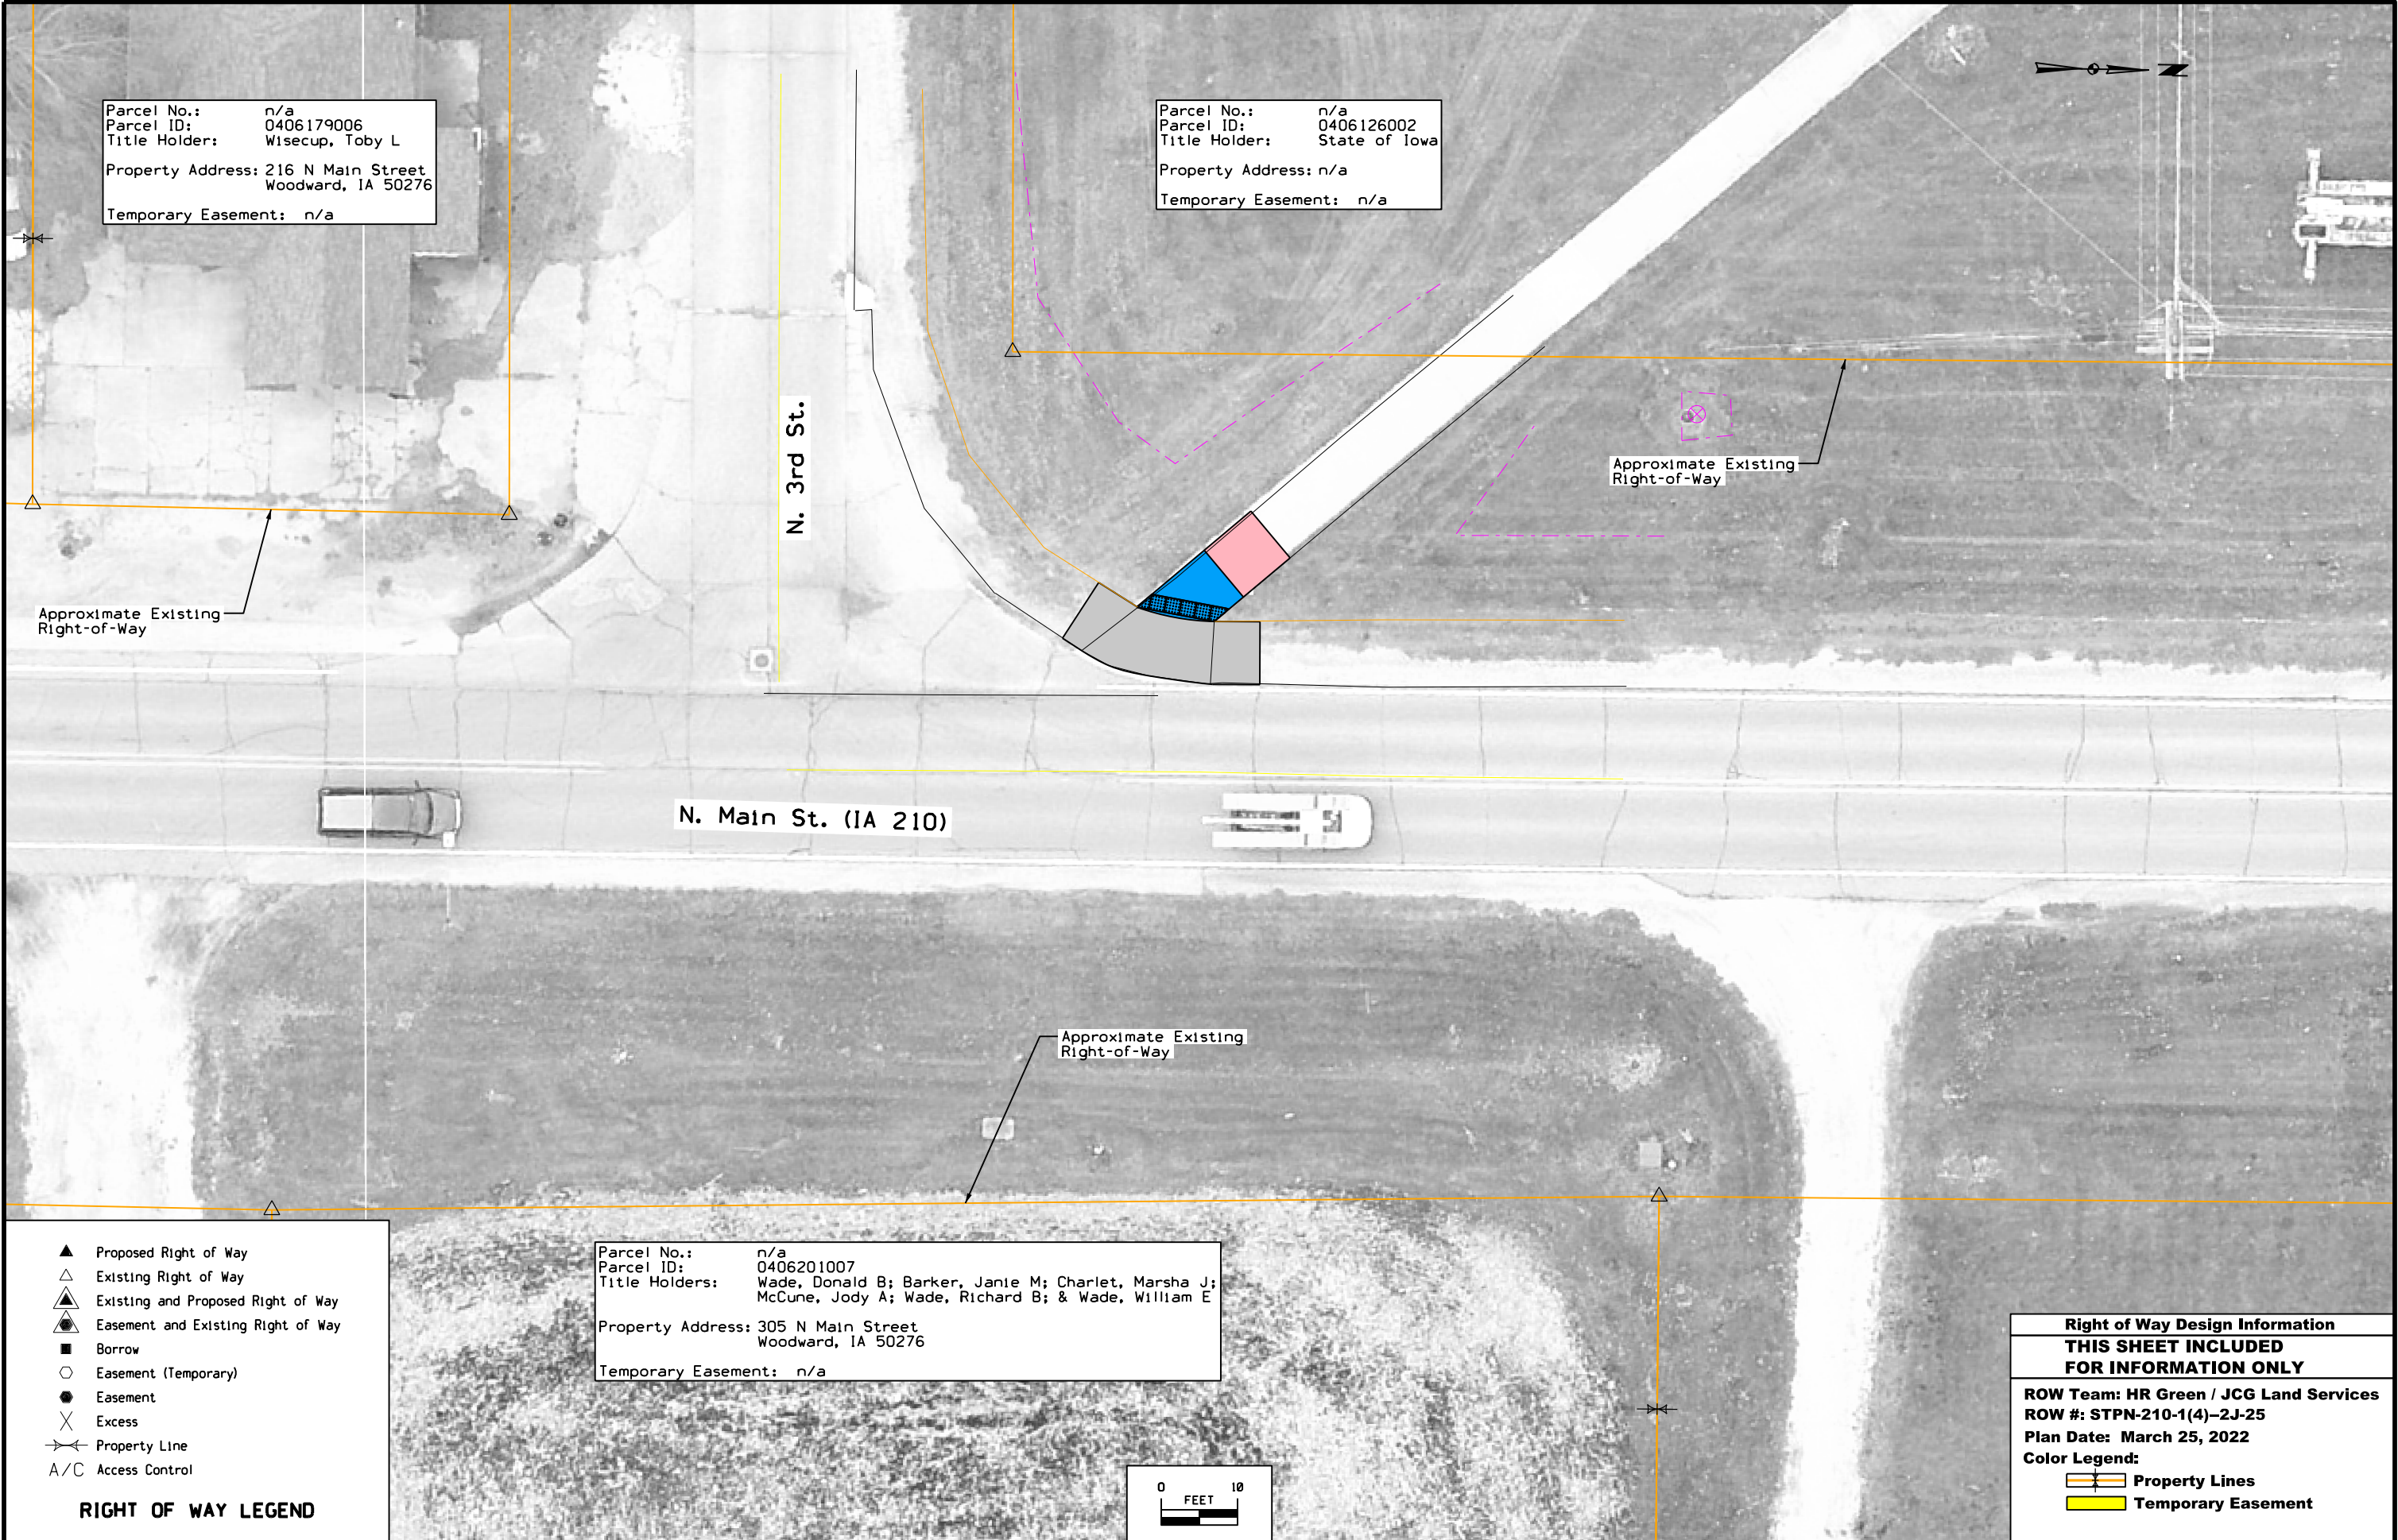 Parcel No.: n/a
Parcel ID: 0406179006
Title Holder: Wisecup, Toby L
Property Address: 216 N Main Street
Woodward, IA 50276
Temporary Easement: n/a
Parcel No.: n/a
Parcel ID: 0406126002
Title Holder: State of Iowa
Property Address: n/a
Temporary Easement: n/a
N
N. 3rd St.
Approximate Existing
Right-of-Way
Approximate Existing
Right-of-Way
N. Main St. (IA 210)
Approximate Existing
Right-of-Way
Parcel No.: n/a
Parcel ID: 0406201007
Title Holders: Wade, Donald B; Barker, Janie M; Charlet, Marsha J;
McCune, Jody A; Wade, Richard B; & Wade, William E
Property Address: 305 N Main Street
Woodward, IA 50276
Temporary Easement: n/a
Proposed Right of Way
Existing Right of Way
Existing and Proposed Right of Way
Easement and Existing Right of Way
Borrow
Easement (Temporary)
Easement
Excess
Property Line
A/C Access Control
RIGHT OF WAY LEGEND
0 10
FEET
Right of Way Design Information
THIS SHEET INCLUDED
FOR INFORMATION ONLY
ROW Team: HR Green / JCG Land Services
ROW #: STPN-210-1(4)--2J-25
Plan Date: March 25, 2022
Color Legend:
Property Lines
Temporary Easement